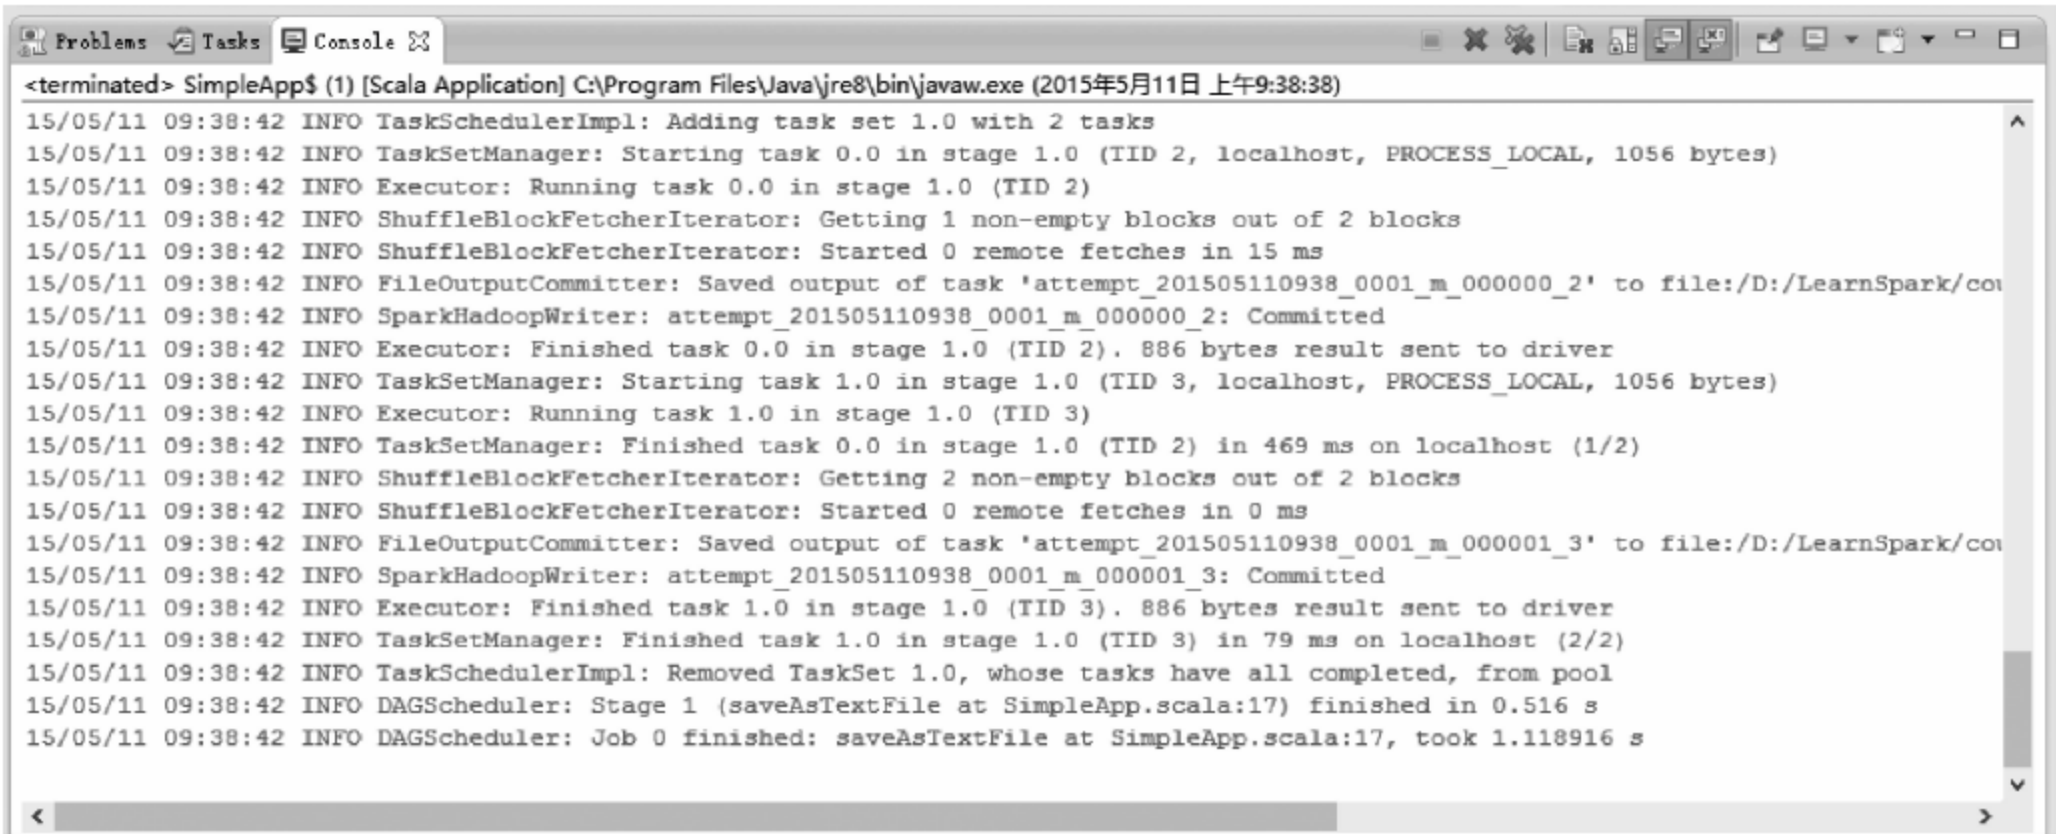 Problems Tasks Console
<terminated> SimpleApp$ (1) [Scala Application] C:\Program Files\Java\jre8\bin\javaw.exe (2015年5月11日 上午9:38:38)
15/05/11 09:38:42 INFO TaskSchedulerImpl: Adding task set 1.0 with 2 tasks
15/05/11 09:38:42 INFO TaskSetManager: Starting task 0.0 in stage 1.0 (TID 2, localhost, PROCESS_LOCAL, 1056 bytes)
15/05/11 09:38:42 INFO Executor: Running task 0.0 in stage 1.0 (TID 2)
15/05/11 09:38:42 INFO ShuffleBlockFetcherIterator: Getting 1 non-empty blocks out of 2 blocks
15/05/11 09:38:42 INFO ShuffleBlockFetcherIterator: Started 0 remote fetches in 15 ms
15/05/11 09:38:42 INFO FileOutputCommitter: Saved output of task 'attempt_201505110938_0001_m_000000_2' to file:/D:/LearnSpark/cou
15/05/11 09:38:42 INFO SparkHadoopWriter: attempt_201505110938_0001_m_000000_2: Committed
15/05/11 09:38:42 INFO Executor: Finished task 0.0 in stage 1.0 (TID 2). 886 bytes result sent to driver
15/05/11 09:38:42 INFO TaskSetManager: Starting task 1.0 in stage 1.0 (TID 3, localhost, PROCESS_LOCAL, 1056 bytes)
15/05/11 09:38:42 INFO Executor: Running task 1.0 in stage 1.0 (TID 3)
15/05/11 09:38:42 INFO TaskSetManager: Finished task 0.0 in stage 1.0 (TID 2) in 469 ms on localhost (1/2)
15/05/11 09:38:42 INFO ShuffleBlockFetcherIterator: Getting 2 non-empty blocks out of 2 blocks
15/05/11 09:38:42 INFO ShuffleBlockFetcherIterator: Started 0 remote fetches in 0 ms
15/05/11 09:38:42 INFO FileOutputCommitter: Saved output of task 'attempt_201505110938_0001_m_000001_3' to file:/D:/LearnSpark/cou
15/05/11 09:38:42 INFO SparkHadoopWriter: attempt_201505110938_0001_m_000001_3: Committed
15/05/11 09:38:42 INFO Executor: Finished task 1.0 in stage 1.0 (TID 3). 886 bytes result sent to driver
15/05/11 09:38:42 INFO TaskSetManager: Finished task 1.0 in stage 1.0 (TID 3) in 79 ms on localhost (2/2)
15/05/11 09:38:42 INFO TaskSchedulerImpl: Removed TaskSet 1.0, whose tasks have all completed, from pool
15/05/11 09:38:42 INFO DAGScheduler: Stage 1 (saveAsTextFile at SimpleApp.scala:17) finished in 0.516 s
15/05/11 09:38:42 INFO DAGScheduler: Job 0 finished: saveAsTextFile at SimpleApp.scala:17, took 1.118916 s